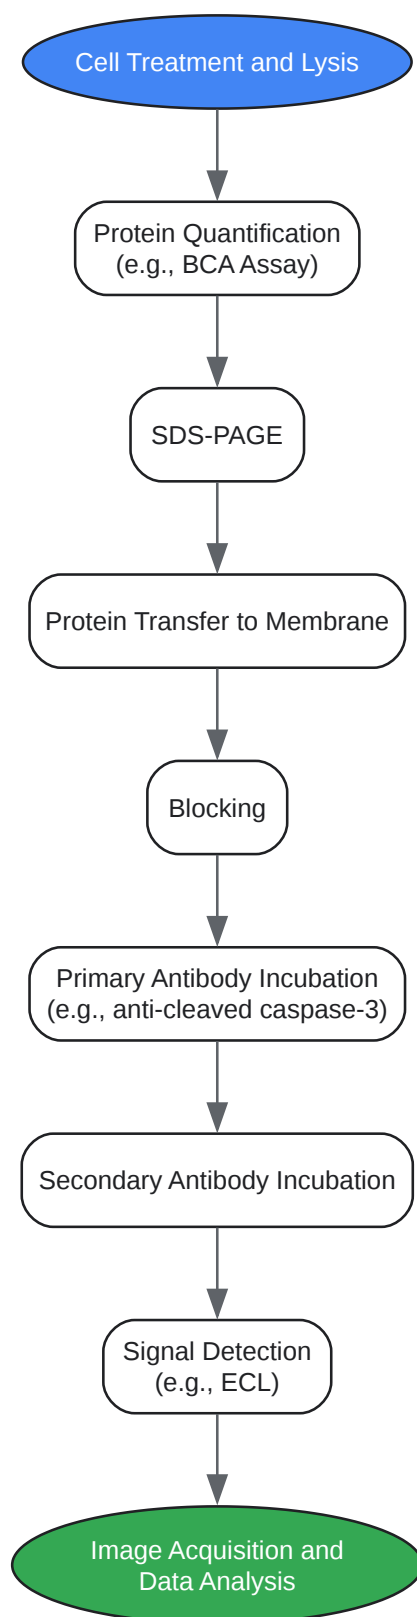 Cell Treatment and Lysis
Protein Quantification
(e.g., BCA Assay)
SDS-PAGE
Protein Transfer to Membrane
Blocking
Primary Antibody Incubation
(e.g., anti-cleaved caspase-3)
Secondary Antibody Incubation
Signal Detection
(e.g., ECL)
Image Acquisition and
Data Analysis